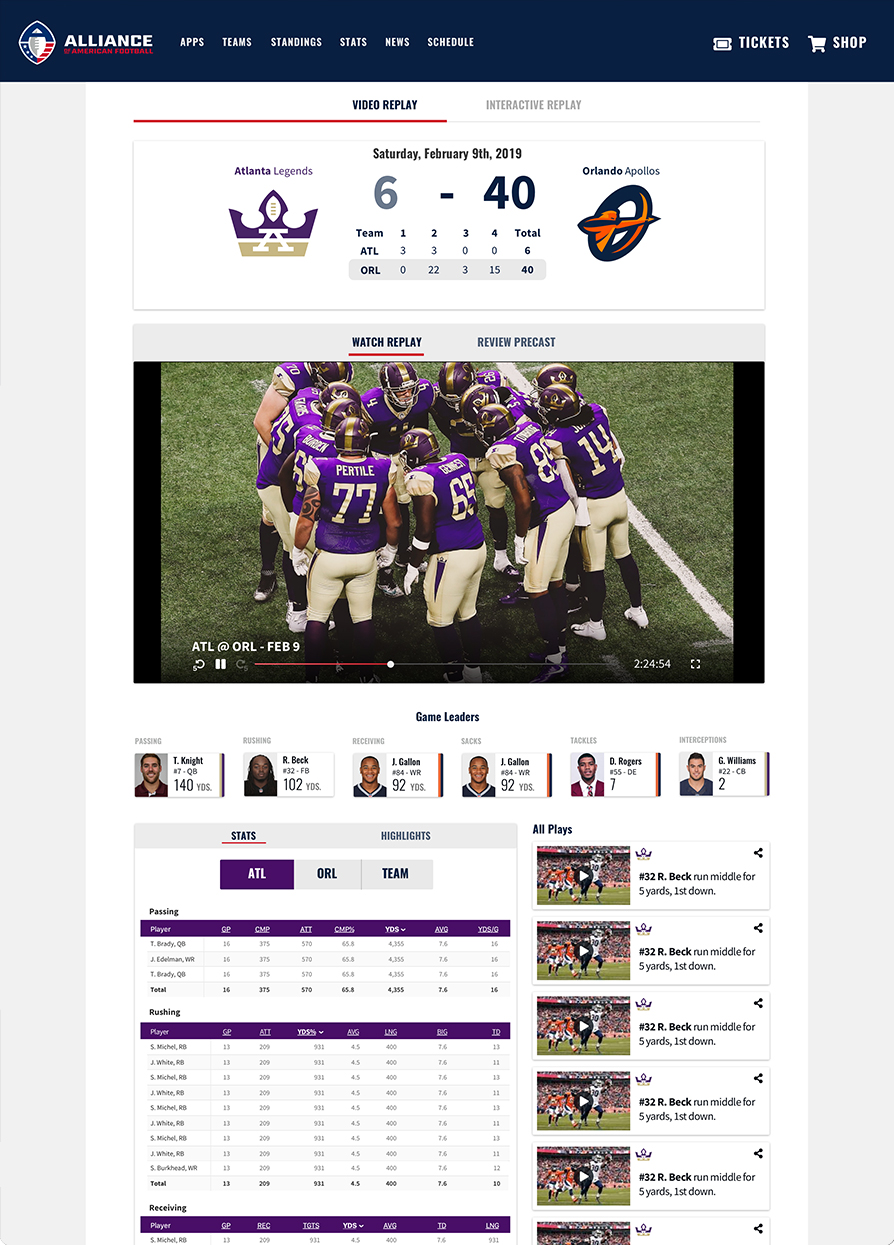 ALLIANCE
OF AMERICAN FOOTBALL
APPS TEAMS STANDINGS STATS NEWS SCHEDULE
TICKETS SHOP
VIDEO REPLAY INTERACTIVE REPLAY
Saturday, February 9th, 2019
Atlanta Legends
Orlando Apollos
6 - 40
Team 1 2 3 4 Total
ATL 3 3 0 0 6
ORL 0 22 3 15 40
WATCH REPLAY REVIEW PRECAST
70
4
PERTILE
77
GENNESY
65
14
ATL @ ORL - FEB 9
5 5 2:24:54
Game Leaders
PASSING RUSHING RECEIVING SACKS TACKLES INTERCEPTIONS
T. Knight
#7 - QB
140 YDS.
R. Beck
#32 - FB
102 YDS.
J. Gallon
#84 - WR
92 YDS.
J. Gallon
#84 - WR
92 YDS.
D. Rogers
#55 - DE
7
G. Williams
#22 - CB
2
STATS HIGHLIGHTS
ATL ORL TEAM
Passing
Player GP CMP ATT CMP% YDS AVG YDS/G
T. Brady, QB 16 375 570 65.8 4,355 7.6 16
J. Edelman, WR 16 375 570 65.8 4,355 7.6 16
T. Brady, QB 16 375 570 65.8 4,355 7.6 16
Total 16 375 570 65.8 4,355 7.6 16
Rushing
Player GP ATT YDS% AVG LNG BIG TD
S. Michel, RB 13 209 931 4.5 400 7.6 13
J. White, RB 13 209 931 4.5 400 7.6 11
S. Michel, RB 13 209 931 4.5 400 7.6 13
J. White, RB 13 209 931 4.5 400 7.6 11
S. Michel, RB 13 209 931 4.5 400 7.6 13
J. White, RB 13 209 931 4.5 400 7.6 11
S. Michel, RB 13 209 931 4.5 400 7.6 13
J. White, RB 13 209 931 4.5 400 7.6 11
S. Burkhead, WR 13 209 931 4.5 400 7.6 12
Total 13 209 931 4.5 400 7.6 10
Receiving
Player GP REC TGTS YDS AVG TD LNG
S. Michel, RB 13 209 931 4.5 400 7.6 13
All Plays
#32 R. Beck run middle for
5 yards, 1st down.
#32 R. Beck run middle for
5 yards, 1st down.
#32 R. Beck run middle for
5 yards, 1st down.
#32 R. Beck run middle for
5 yards, 1st down.
#32 R. Beck run middle for
5 yards, 1st down.